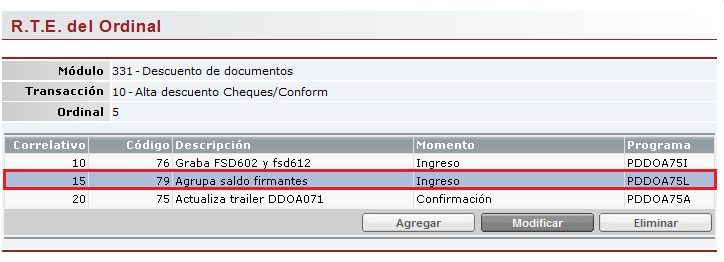 R.T.E. del Ordinal
Módulo 331 - Descuento de documentos
Transacción 10 - Alta descuento Cheques/Conform
Ordinal 5
Correlativo Código Descripción Momento Programa
10 76 Graba FSD602 y fsd612 Ingreso PDDOA75I
15 79 Agrupa saldo firmantes Ingreso PDDOA75L
20 75 Actualiza trailer DDOA071 Confirmación PDDOA75A
Agregar Modificar Eliminar